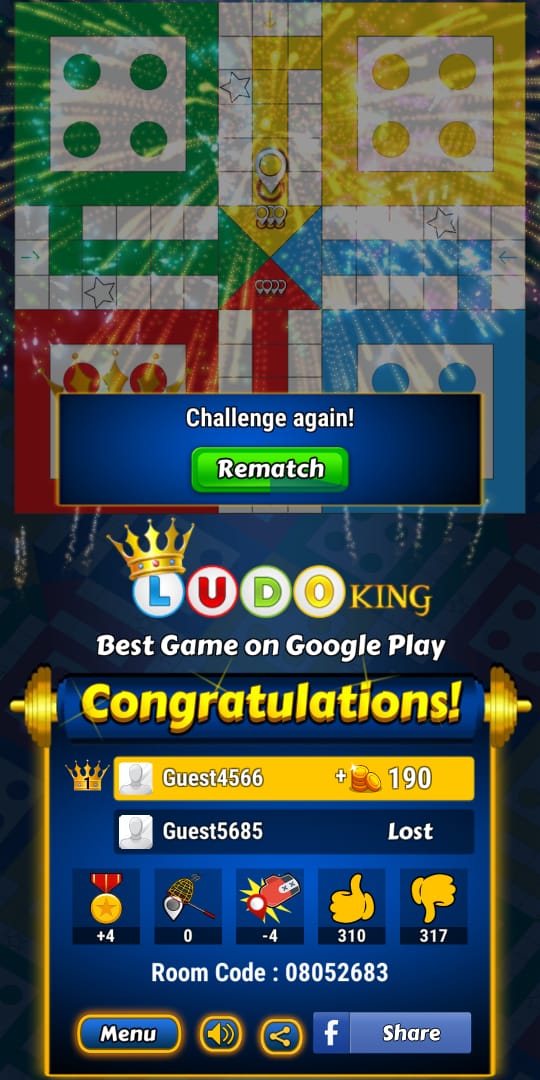 Challenge again!
Rematch
LUDO KING
Best Game on Google Play
Congratulations!
1 Guest4566 + 190
Guest5685 Lost
+4 0 -4 310 317
Room Code : 08052683
Menu f Share